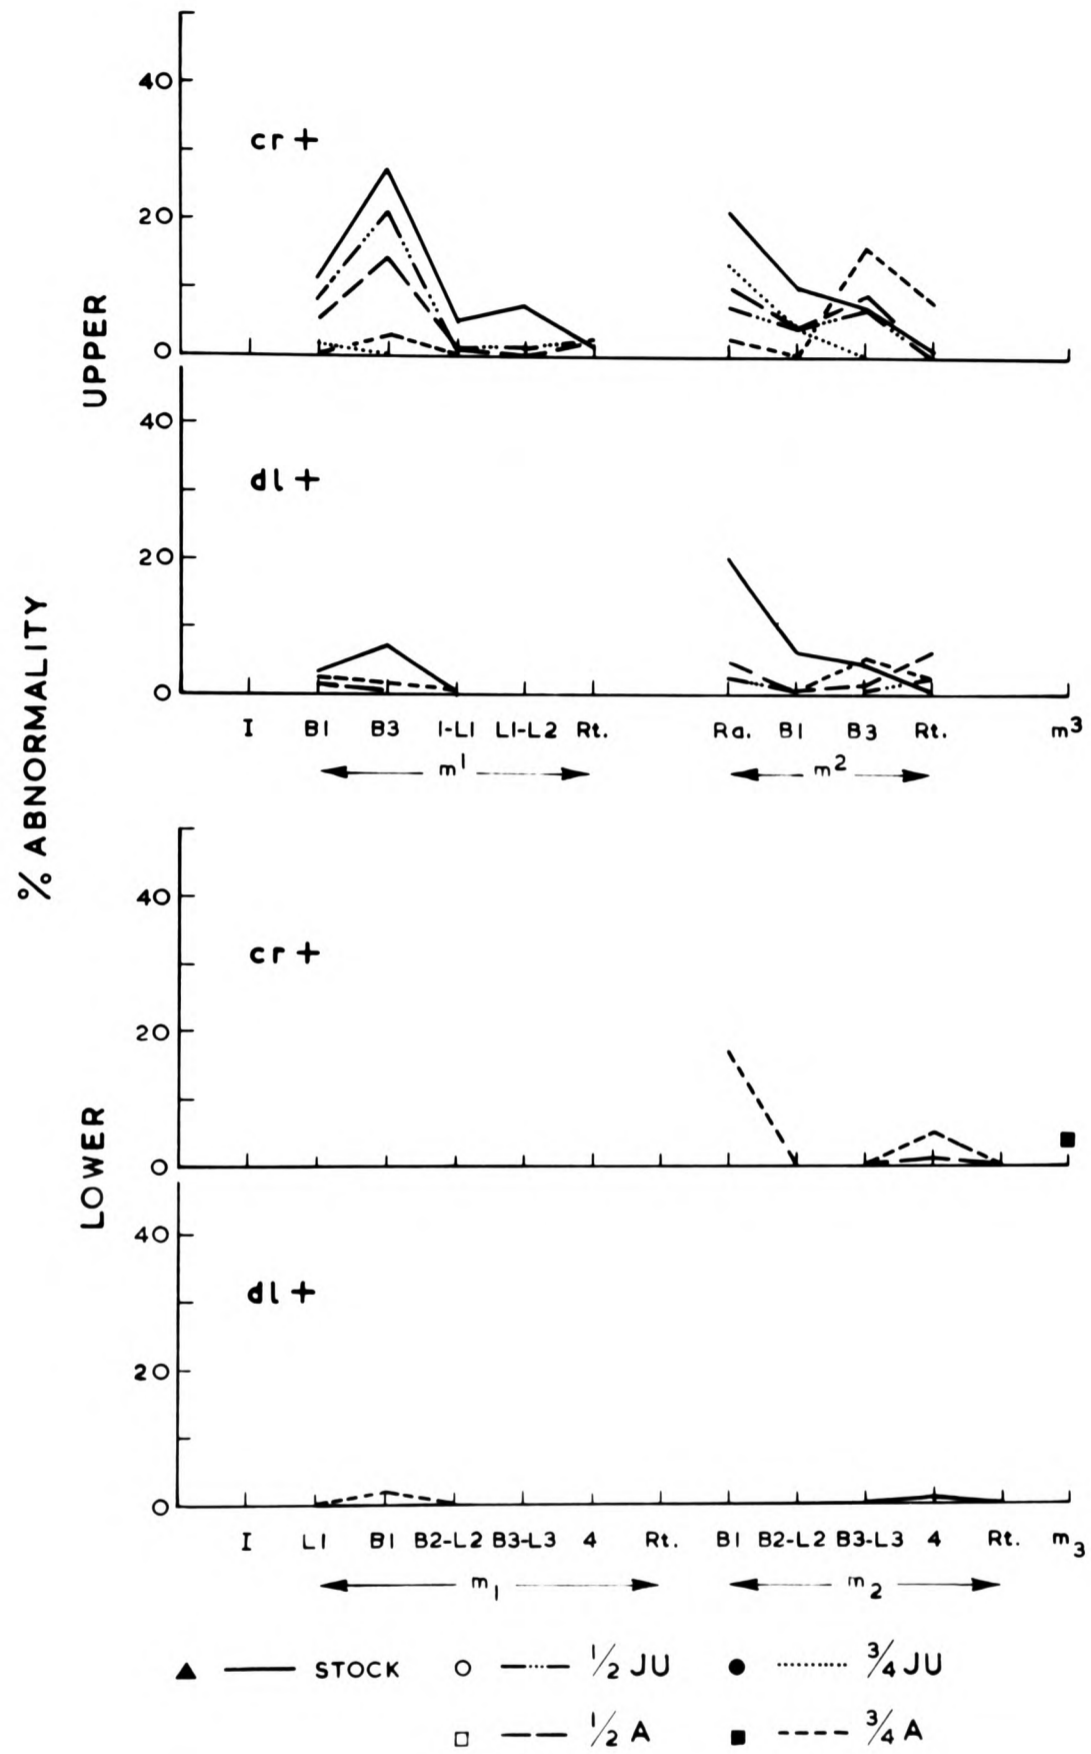 % ABNORMALITY
UPPER
40
cr +
20
0
40
dl +
20
0
I B1 B3 1-L1 L1-L2 Rt. Ra. B1 B3 Rt. m3
m1 m2
LOWER
40
cr +
20
0
40
dl +
20
0
I L1 B1 B2-L2 B3-L3 4 Rt. B1 B2-L2 B3-L3 4 Rt. m3
m1 m2
STOCK 1/2 JU 3/4 JU
1/2 A 3/4 A